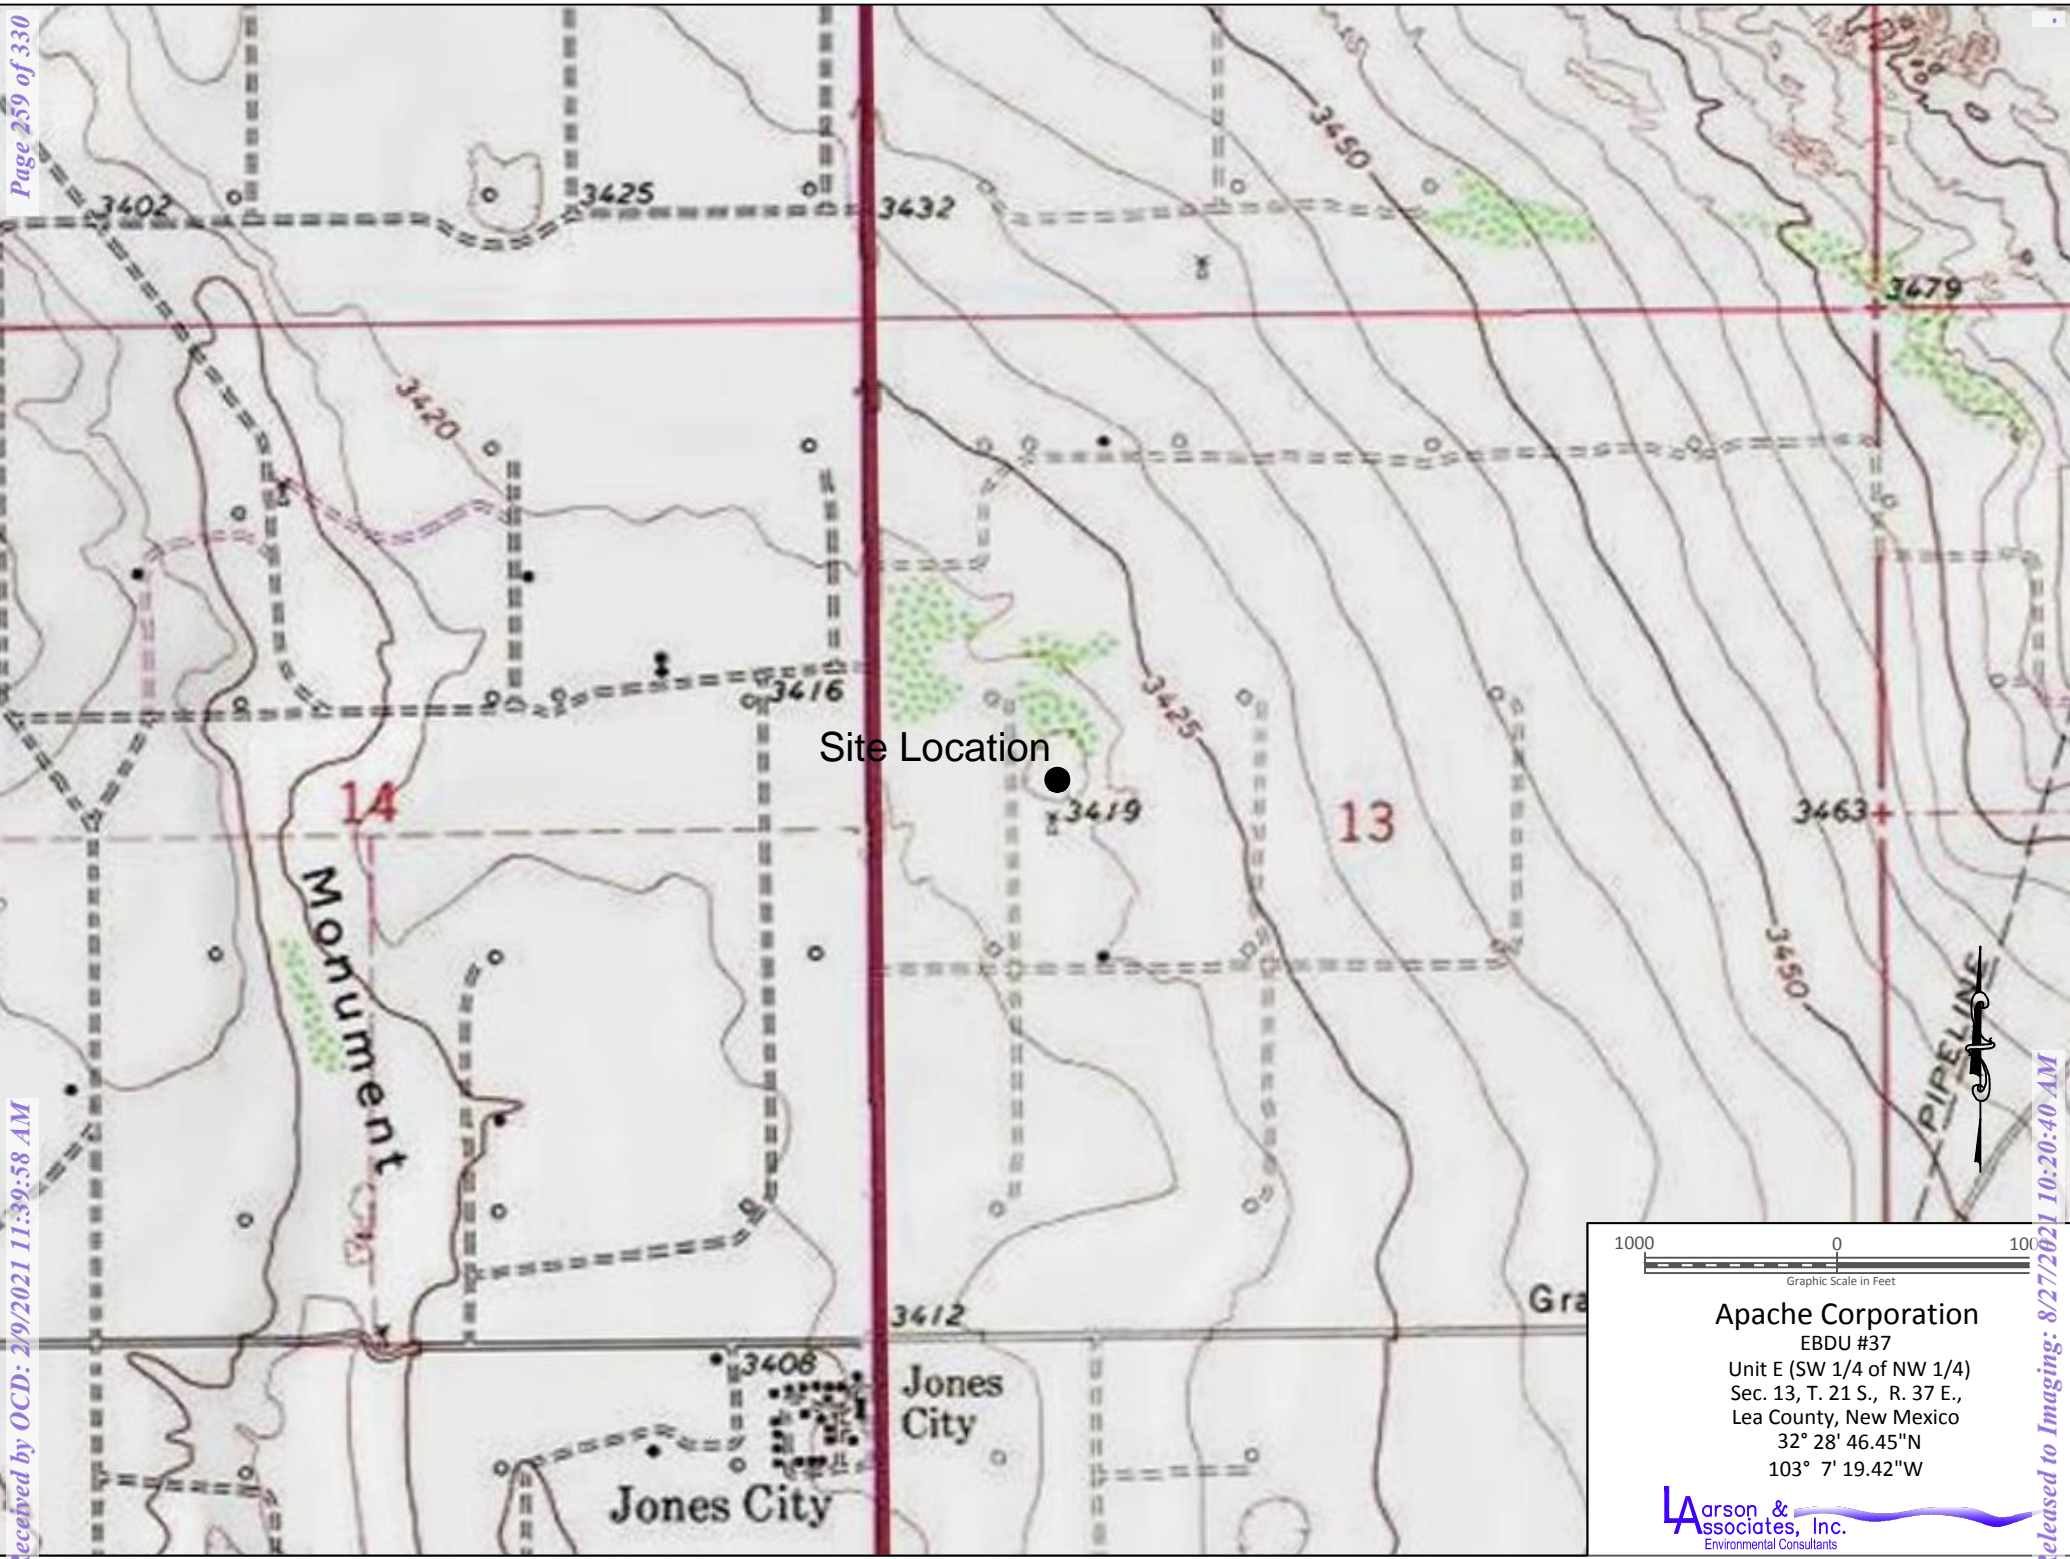 Page 259 of 330
3402
3425
3432
3450
3479
3420
3416
Site Location
3425
3419
14
13
3463
Monument
3450
PIPELINE
3412
3408
Jones
City
Jones City
Gra
1000 0 100
Graphic Scale in Feet
Apache Corporation
EBDU #37
Unit E (SW 1/4 of NW 1/4)
Sec. 13, T. 21 S., R. 37 E.,
Lea County, New Mexico
32° 28' 46.45"N
103° 7' 19.42"W
LArson &
Associates, Inc.
Environmental Consultants
Received by OCD: 2/9/2021 11:39:58 AM
Released to Imaging: 8/27/2021 10:20:40 AM